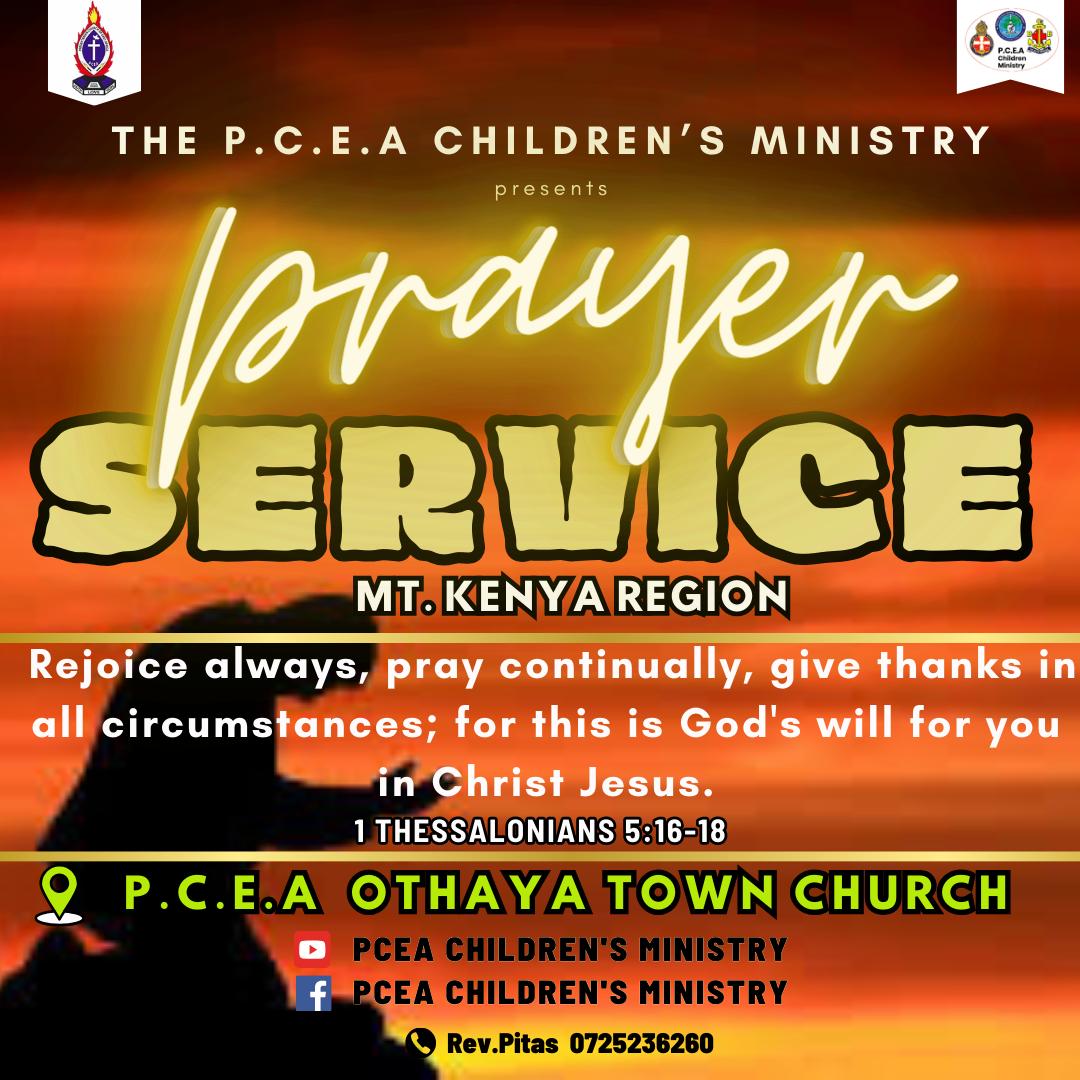 P.C.E.A
Children
Ministry
THE P.C.E.A CHILDREN’S MINISTRY
presents
prayer
SERVICE
MT. KENYA REGION
Rejoice always, pray continually, give thanks in
all circumstances; for this is God's will for you
in Christ Jesus.
1 THESSALONIANS 5:16-18
P.C.E.A OTHAYA TOWN CHURCH
PCEA CHILDREN'S MINISTRY
PCEA CHILDREN'S MINISTRY
Rev.Pitas 0725236260